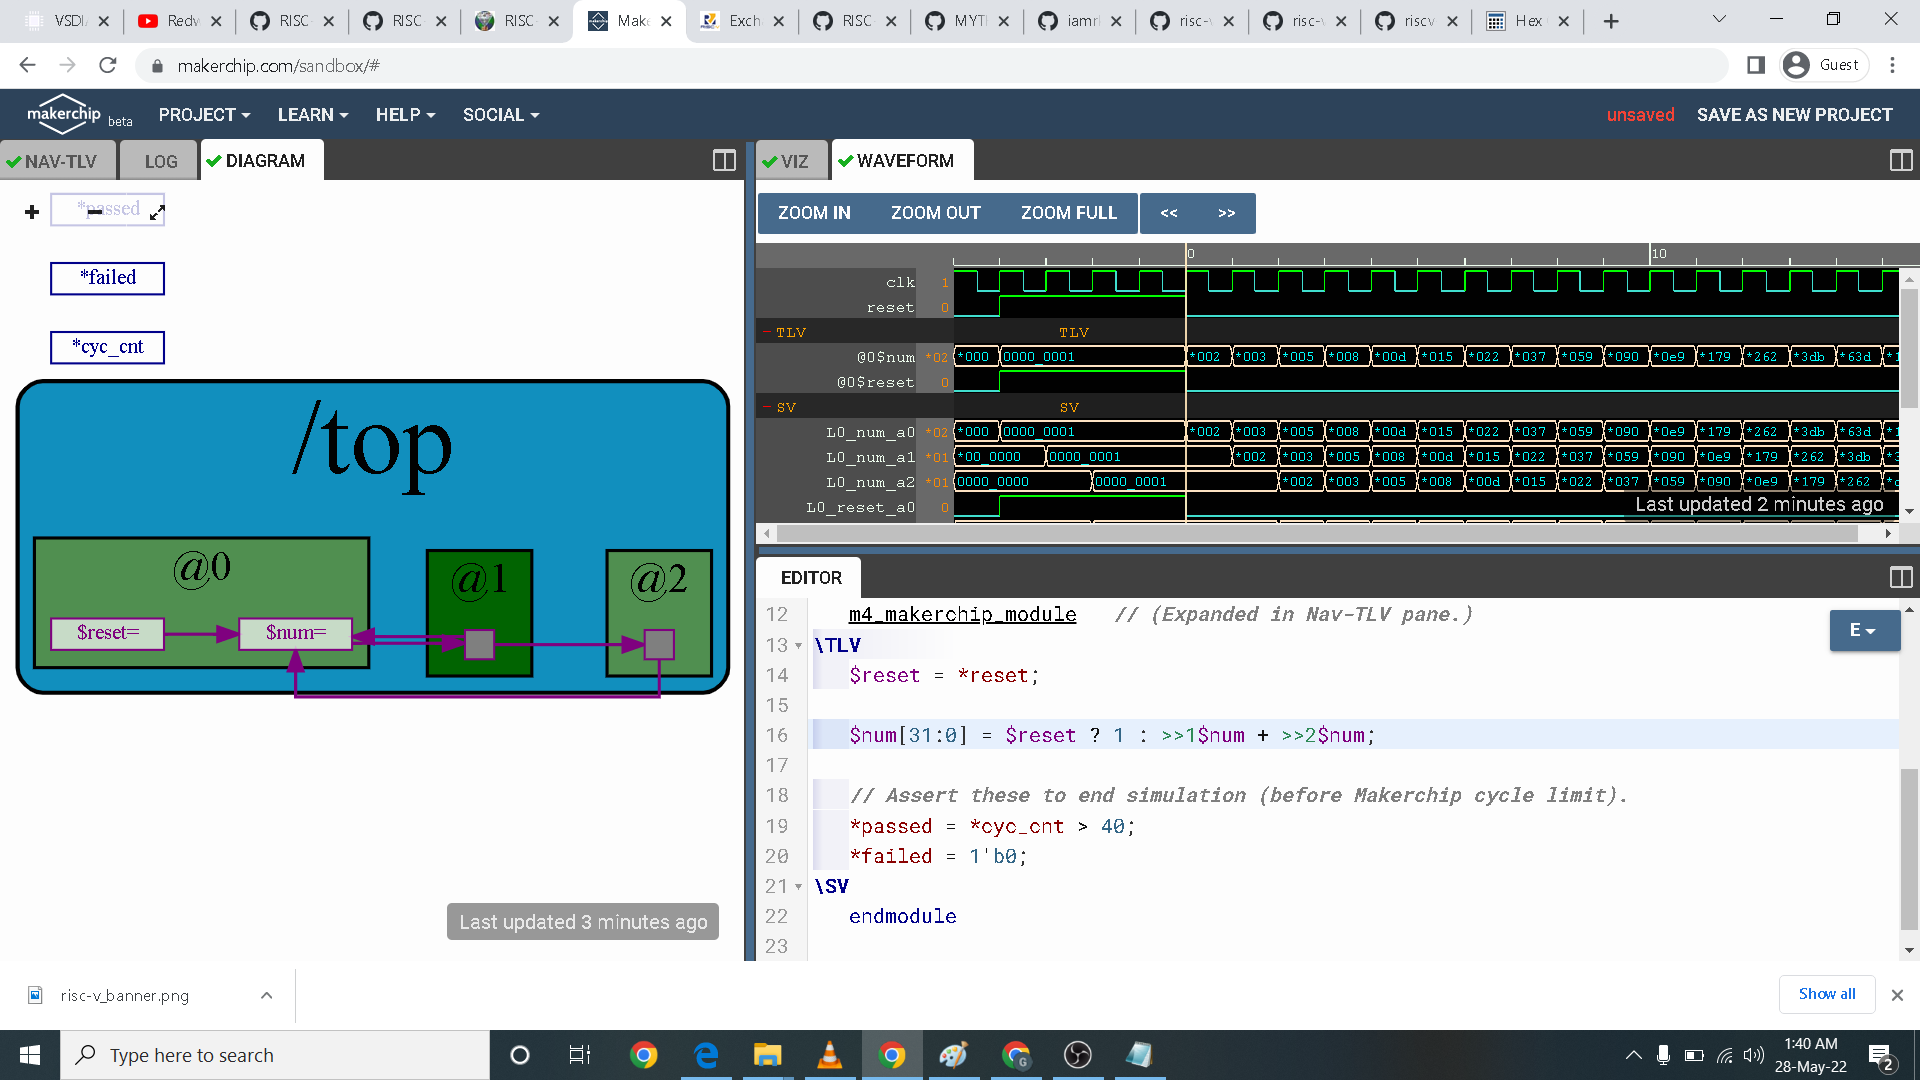 VSDI
Redw
RISC-
RISC-
RISC-
Make
Exch
RISC-
MYTH
iamrl
risc-v
risc-v
riscv
Hex
makerchip.com/sandbox/#
Guest
makerchip beta
PROJECT LEARN HELP SOCIAL
unsaved SAVE AS NEW PROJECT
NAV-TLV LOG DIAGRAM
VIZ WAVEFORM
*passed
*failed
*cyc_cnt
/top
@0 @1 @2
$reset= $num=
Last updated 3 minutes ago
ZOOM IN ZOOM OUT ZOOM FULL << >>
0 10
clk 1
reset 0
TLV TLV
@0$num *02 *000 0000_0001 *002 *003 *005 *008 *00d *015 *022 *037 *059 *090 *0e9 *179 *262 *3db *63d
@0$reset 0
SV SV
L0_num_a0 *02 *000 0000_0001 *002 *003 *005 *008 *00d *015 *022 *037 *059 *090 *0e9 *179 *262 *3db *63d
L0_num_a1 *01 *00_0000 0000_0001 *002 *003 *005 *008 *00d *015 *022 *037 *059 *090 *0e9 *179 *262 *3db
L0_num_a2 *01 0000_0000 0000_0001 *002 *003 *005 *008 *00d *015 *022 *037 *059 *090 *0e9 *179 *262
L0_reset_a0 0
Last updated 2 minutes ago
EDITOR
E
12 m4_makerchip_module // (Expanded in Nav-TLV pane.)
13 \TLV
14 $reset = *reset;
15
16 $num[31:0] = $reset ? 1 : >>1$num + >>2$num;
17
18 // Assert these to end simulation (before Makerchip cycle limit).
19 *passed = *cyc_cnt > 40;
20 *failed = 1'b0;
21 \SV
22 endmodule
23
risc-v_banner.png
Show all
Type here to search
1:40 AM
28-May-22
2